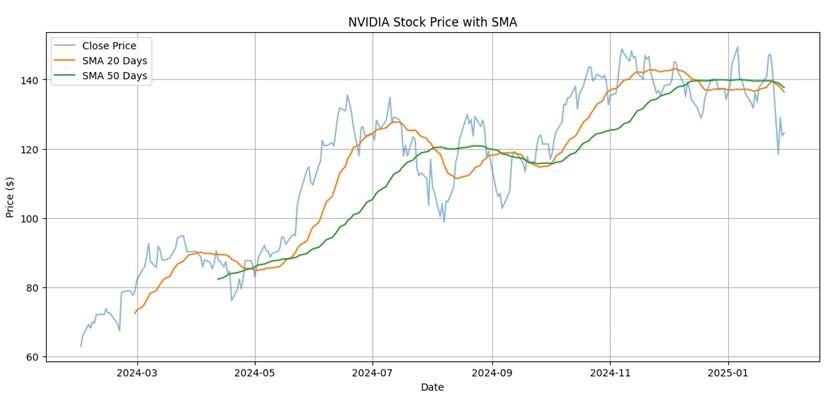 NVIDIA Stock Price with SMA
Close Price
SMA 20 Days
SMA 50 Days
Price ($)
140
120
100
80
60
2024-03 2024-05 2024-07 2024-09 2024-11 2025-01
Date